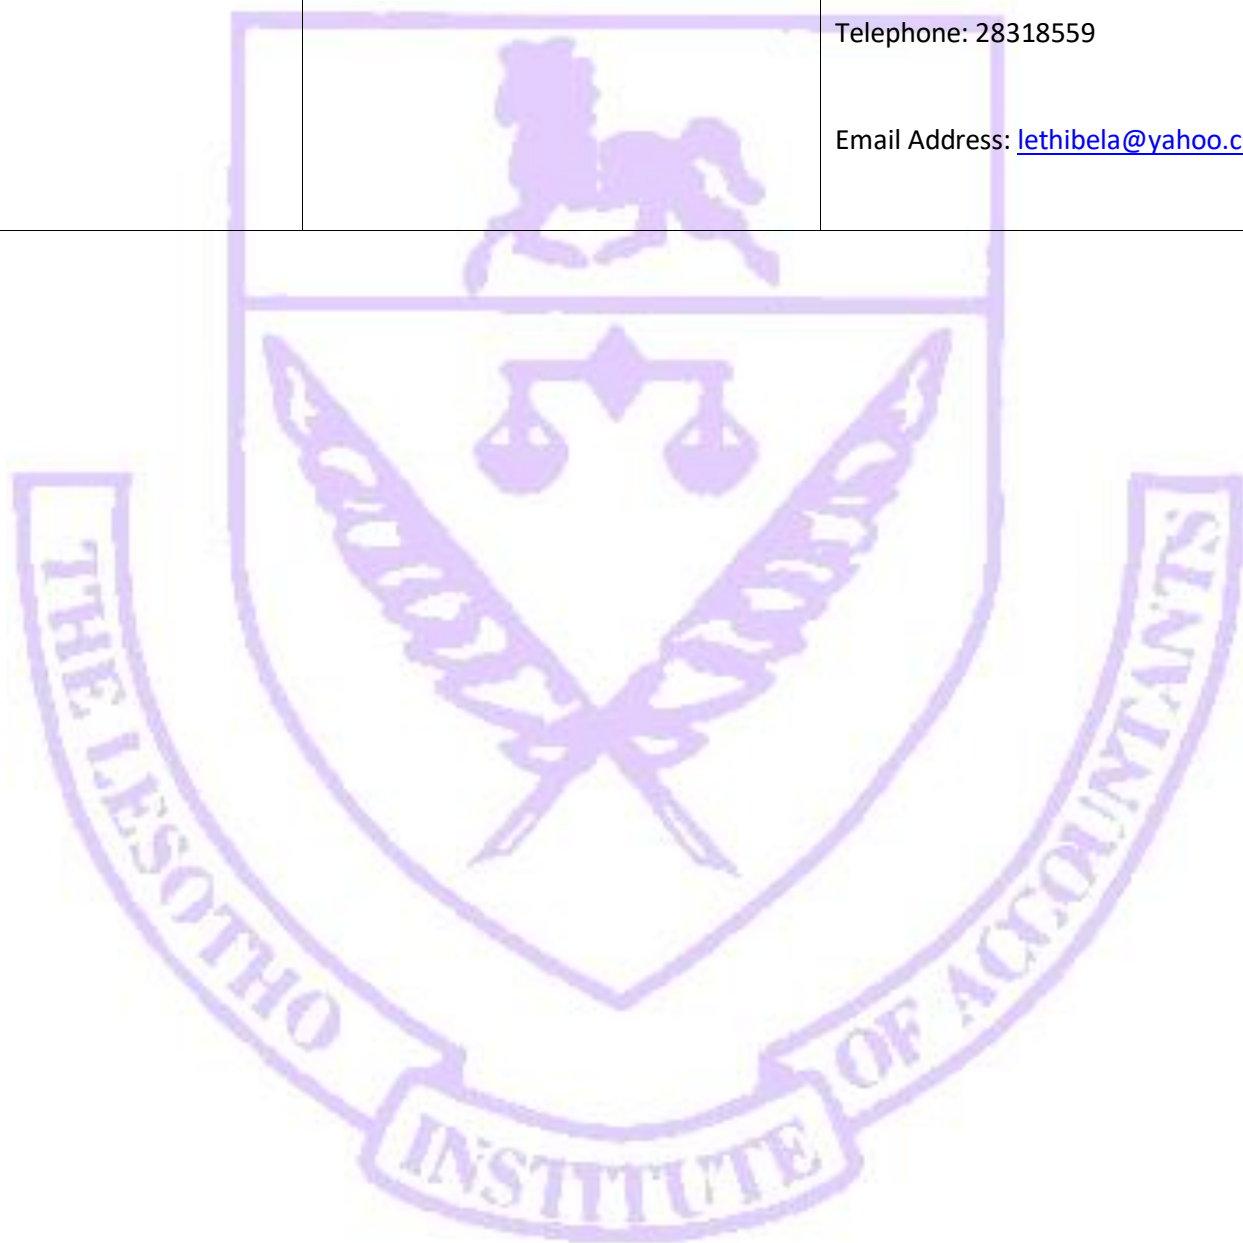 Telephone: 28318559
Email Address: lethibela@yahoo.c
THE LESOTHO
INSTITUTE
OF ACCOUNTANTS